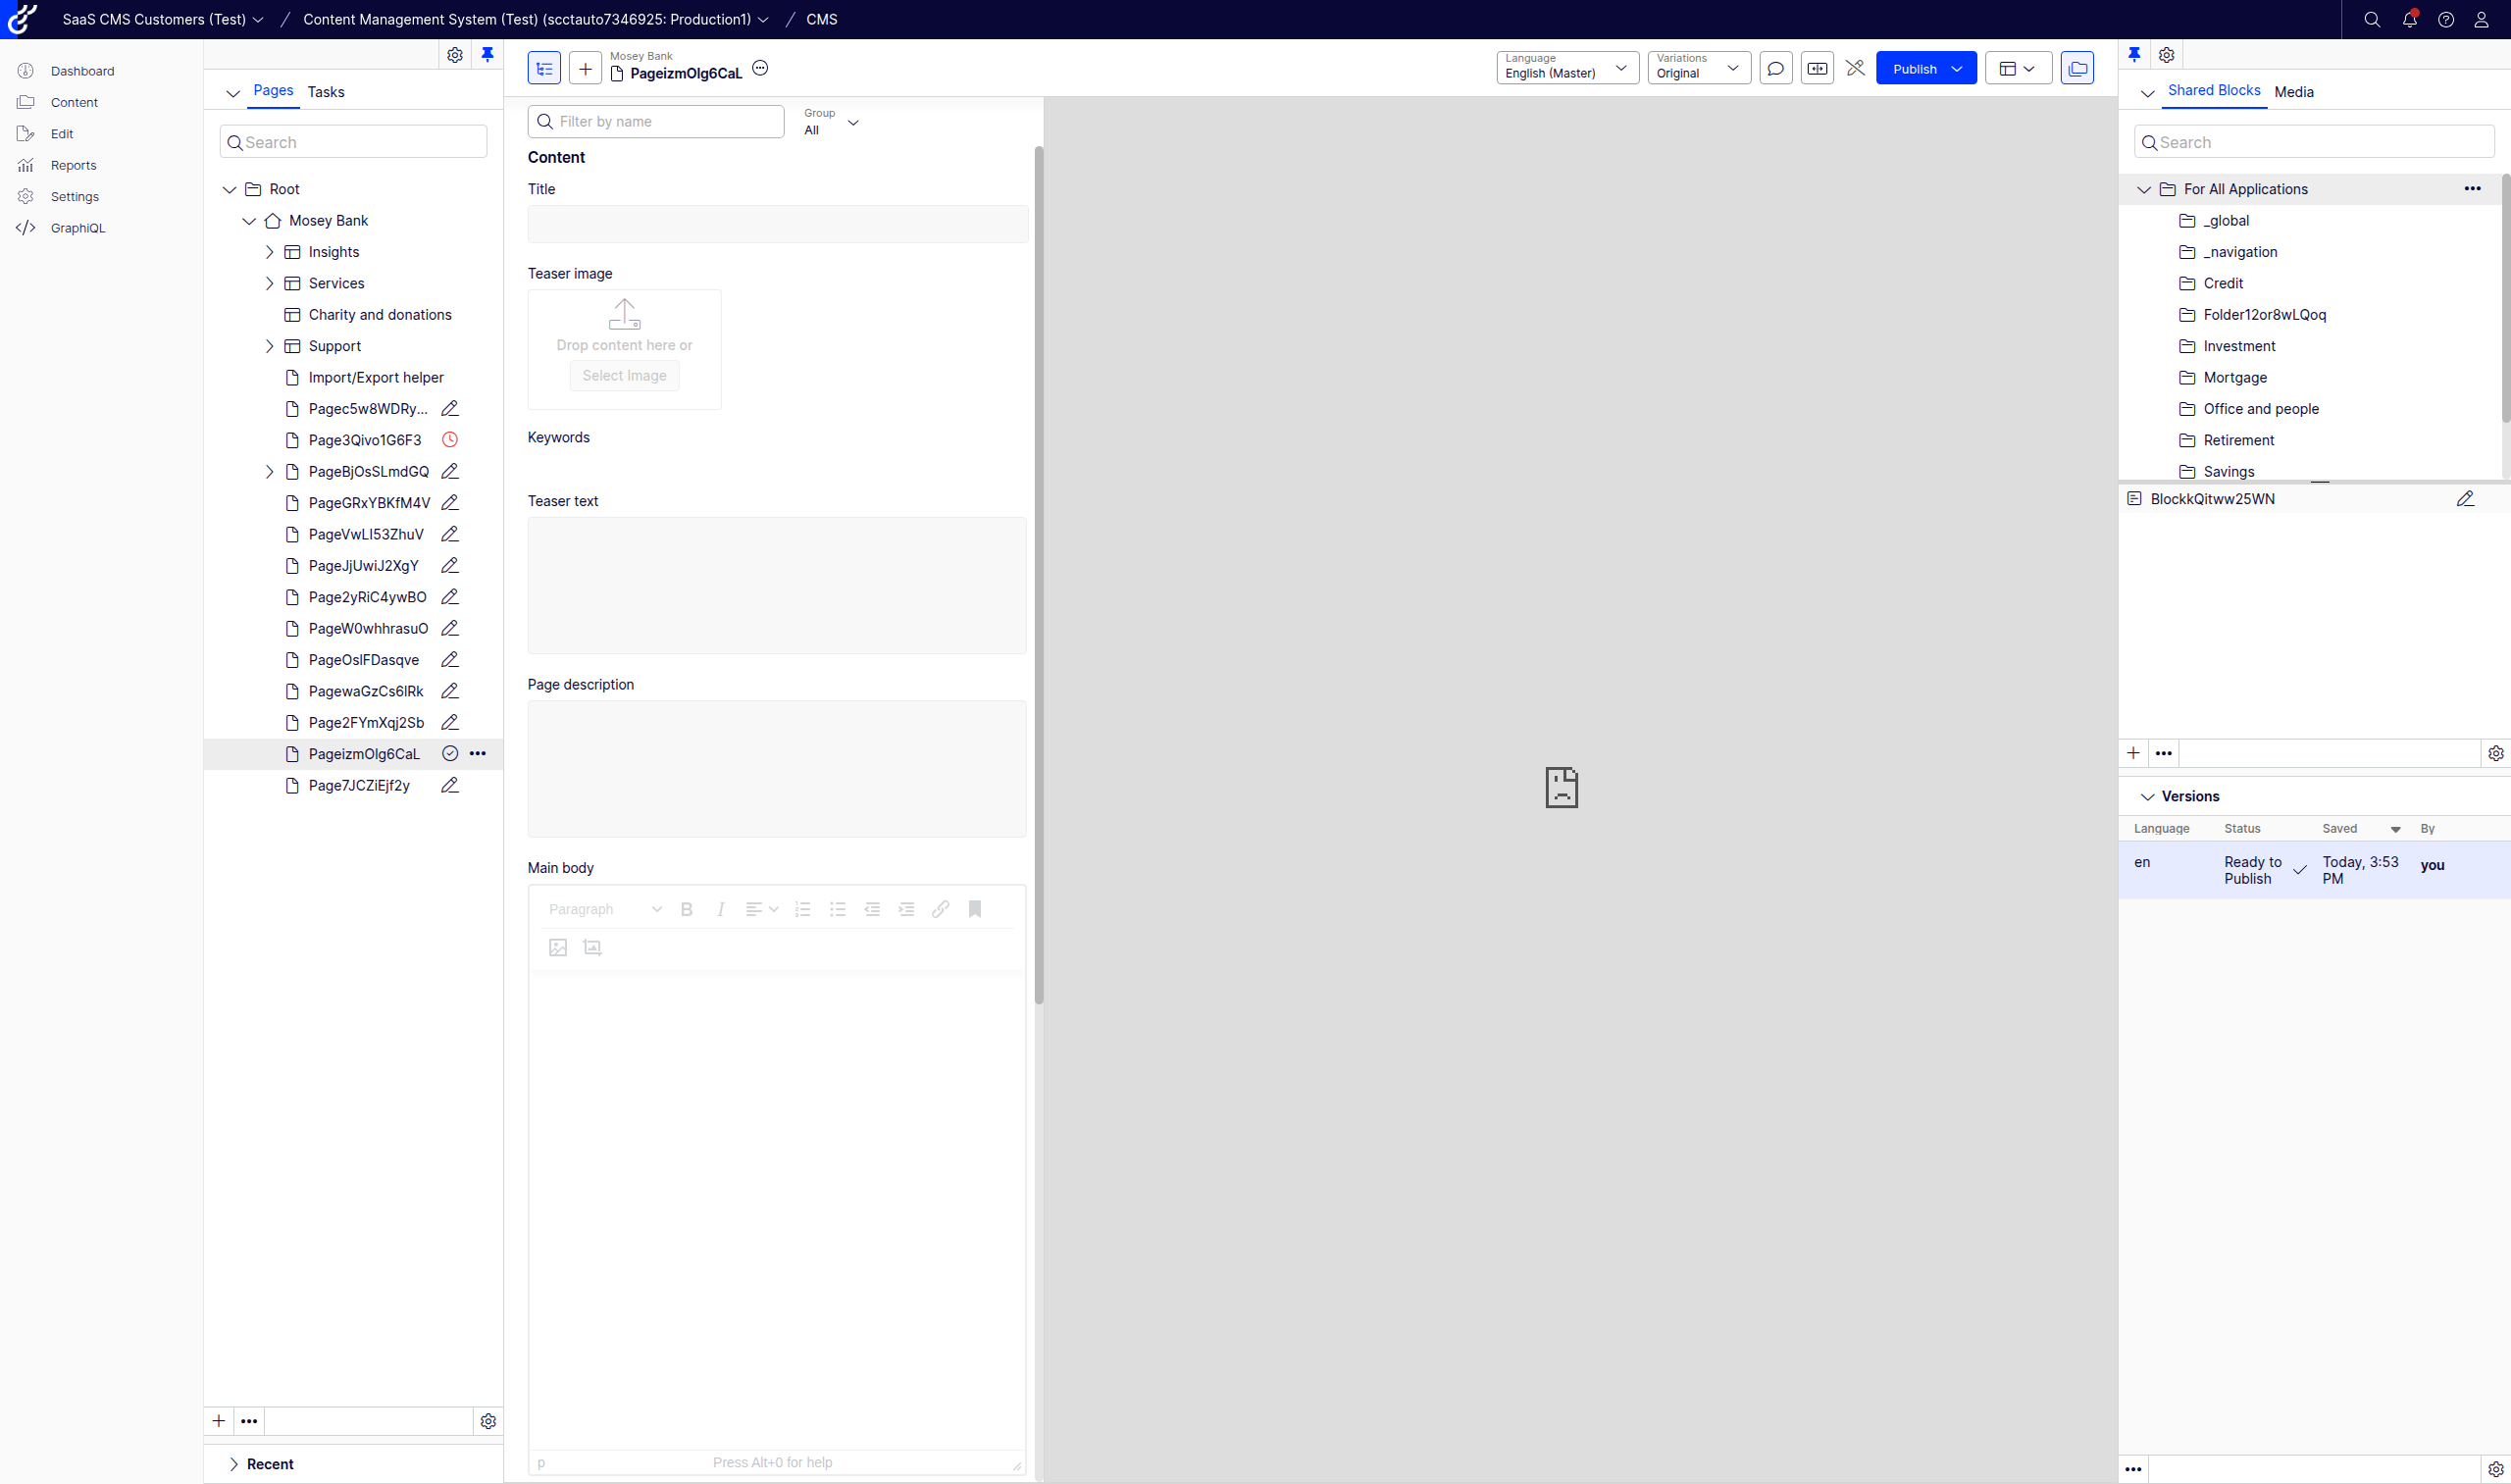 SaaS CMS Customers (Test) / Content Management System (Test) (scctauto7346925: Production1) / CMS
Dashboard
Content
Edit
Reports
Settings
GraphiQL
Pages Tasks
Search
Root
Mosey Bank
Insights
Services
Charity and donations
Support
Import/Export helper
Pagec5w8WDRy...
Page3Qivo1G6F3
PageBjOsSLmdGQ
PageGRxYBKfM4V
PageVwLI53ZhuV
PageJjUwiJ2XgY
Page2yRiC4ywBO
PageW0whhrasuO
PageOsIFDasqve
PagewaGzCs6IRk
Page2FYmXqj2Sb
PageizmOlg6CaL
Page7JCZiEjf2y
Recent
Mosey Bank
PageizmOlg6CaL
Language
English (Master)
Variations
Original
Publish
Filter by name
Group
All
Content
Title
Teaser image
Drop content here or
Select Image
Keywords
Teaser text
Page description
Main body
Paragraph
p Press Alt+0 for help
Shared Blocks Media
Search
For All Applications
_global
_navigation
Credit
Folder12or8wLQoq
Investment
Mortgage
Office and people
Retirement
Savings
BlockkQitww25WN
Versions
Language Status Saved By
en Ready to Publish Today, 3:53 PM you